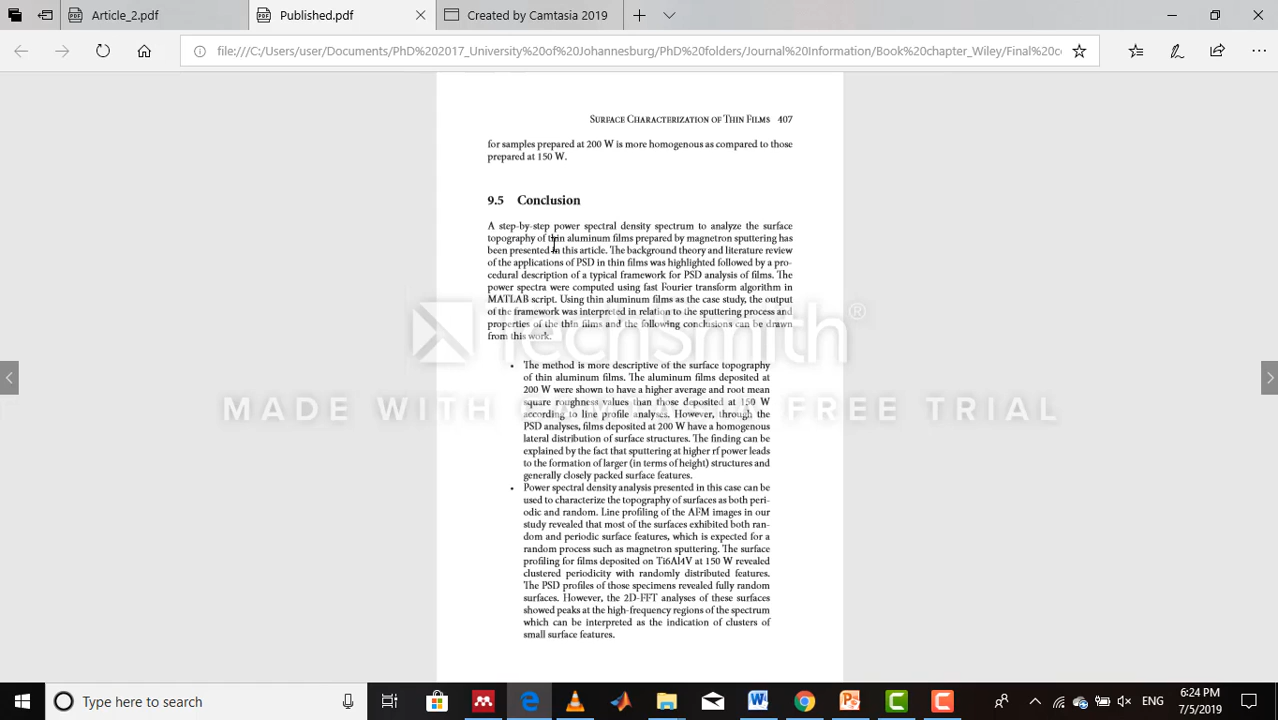 Article_2.pdf
Published.pdf
Published_2019
file:///C:/Users/user/Documents/PhD%202017_University%20of%20Johannesburg/PhD%20folders/Journal%20Information/Book%20chapter_Wiley/Final%20c
Surface Characterization of Thin Films 407
for samples prepared at 200 W is more homogenous as compared to those
prepared at 150 W.
9.5 Conclusion
A step-by-step power spectral density spectrum to analyze the surface
topography of thin aluminum films prepared by magnetron sputtering has
been presented in this article. The background theory and literature review
of the applications of PSD in thin films was highlighted followed by a pro-
cedural description of a typical framework for PSD analysis of films. The
power spectra were computed using fast Fourier transform algorithm in
MATLAB script. Using thin aluminum films as the case study, the output
of the framework was interpreted in relation to the sputtering process and
properties of the thin films and the following conclusions can be drawn
from this work.
• The method is more descriptive of the surface topography
of thin aluminum films. The aluminum films deposited at
200 W were shown to have a higher average and root mean
square roughness values than those deposited at 150 W
according to line profile analyses. However, through the
PSD analyses, films deposited at 200 W have a homogenous
lateral distribution of surface structures. The finding can be
explained by the fact that sputtering at higher rf power leads
to the formation of larger (in terms of height) structures and
generally closely packed surface features.
• Power spectral density analysis presented in this case can be
used to characterize the topography of surfaces as both peri-
odic and random. Line profiling of the AFM images in our
study revealed that most of the surfaces exhibited both ran-
dom and periodic surface features, which is expected for a
random process such as magnetron sputtering. The surface
profiling for films deposited on Ti6Al4V at 150 W revealed
clustered periodicity with randomly distributed features.
The PSD profiles of those specimens revealed fully random
surfaces. However, the 2D-FFT analyses of these surfaces
showed peaks at the high-frequency regions of the spectrum
which can be interpreted as the indication of clusters of
small surface features.
TechSmith®
MADE WITH FREE TRIAL
Type here to search
ENG
7:24 PM
7/5/2019